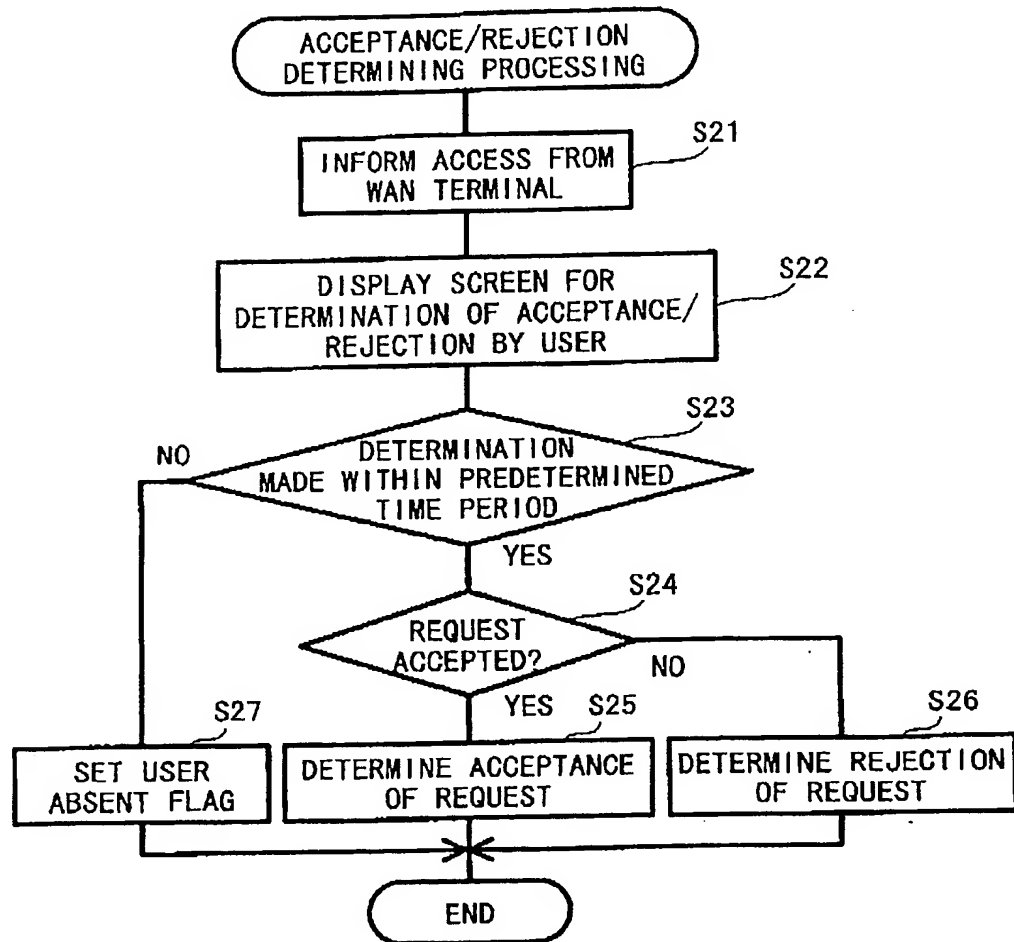 ACCEPTANCE/REJECTION
DETERMINING PROCESSING
S21
INFORM ACCESS FROM
WAN TERMINAL
S22
DISPLAY SCREEN FOR
DETERMINATION OF ACCEPTANCE/
REJECTION BY USER
S23
NO
DETERMINATION
MADE WITHIN PREDETERMINED
TIME PERIOD
YES
S24
REQUEST
ACCEPTED?
NO
YES
S27
SET USER
ABSENT FLAG
S25
DETERMINE ACCEPTANCE
OF REQUEST
S26
DETERMINE REJECTION
OF REQUEST
END